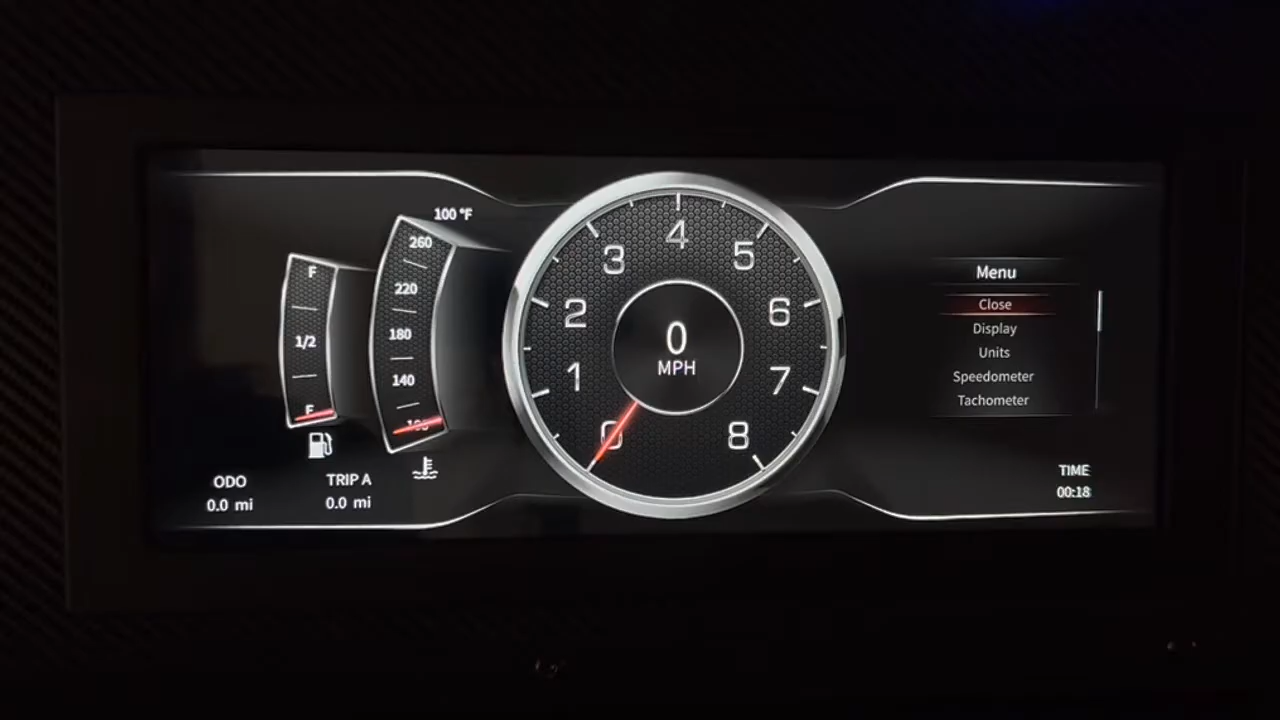 100 °F
260
220
180
140
F
1/2
ODO
0.0 mi
TRIP A
0.0 mi
0
1
2
3
4
5
6
7
8
0
MPH
Menu
Close
Display
Units
Speedometer
Tachometer
TIME
00:18